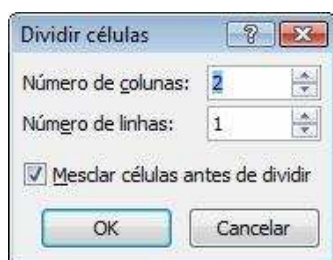 Dividir células
Número de colunas: 2
Número de linhas: 1
Mesclar células antes de dividir
OK Cancelar